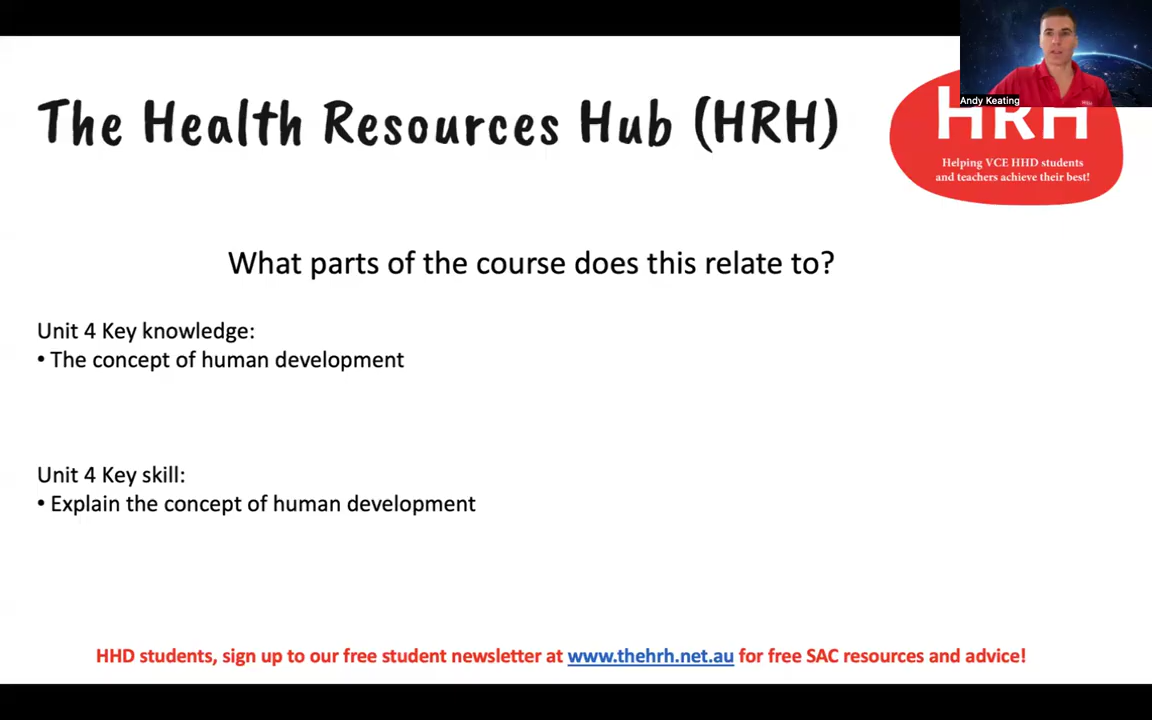 The Health Resources Hub (HRH)
Andy Keating
HRH
Helping VCE HHD students
and teachers achieve their best!
What parts of the course does this relate to?
Unit 4 Key knowledge:
• The concept of human development
Unit 4 Key skill:
• Explain the concept of human development
HHD students, sign up to our free student newsletter at www.thehrh.net.au for free SAC resources and advice!